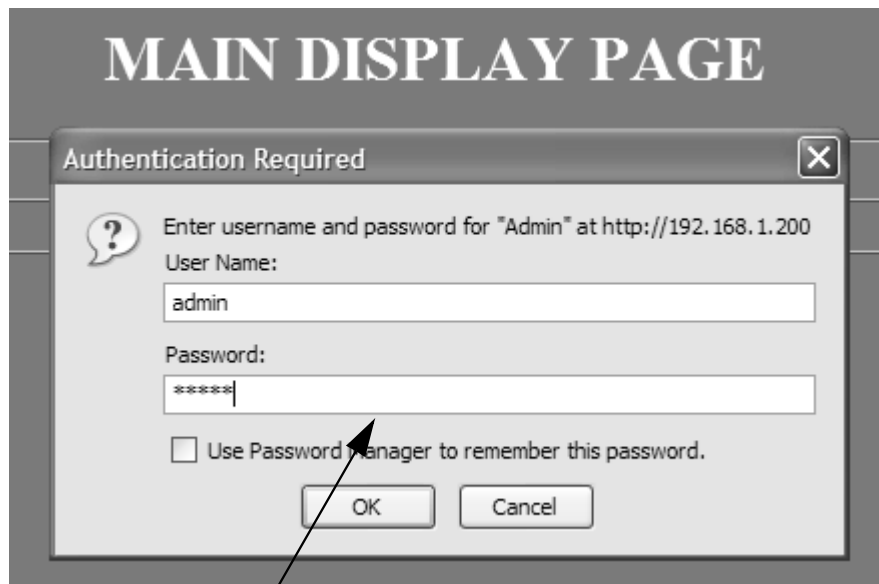 MAIN DISPLAY PAGE
Authentication Required
Enter username and password for "Admin" at http://192.168.1.200
User Name:
admin
Password:
*****
Use Password Manager to remember this password.
OK
Cancel